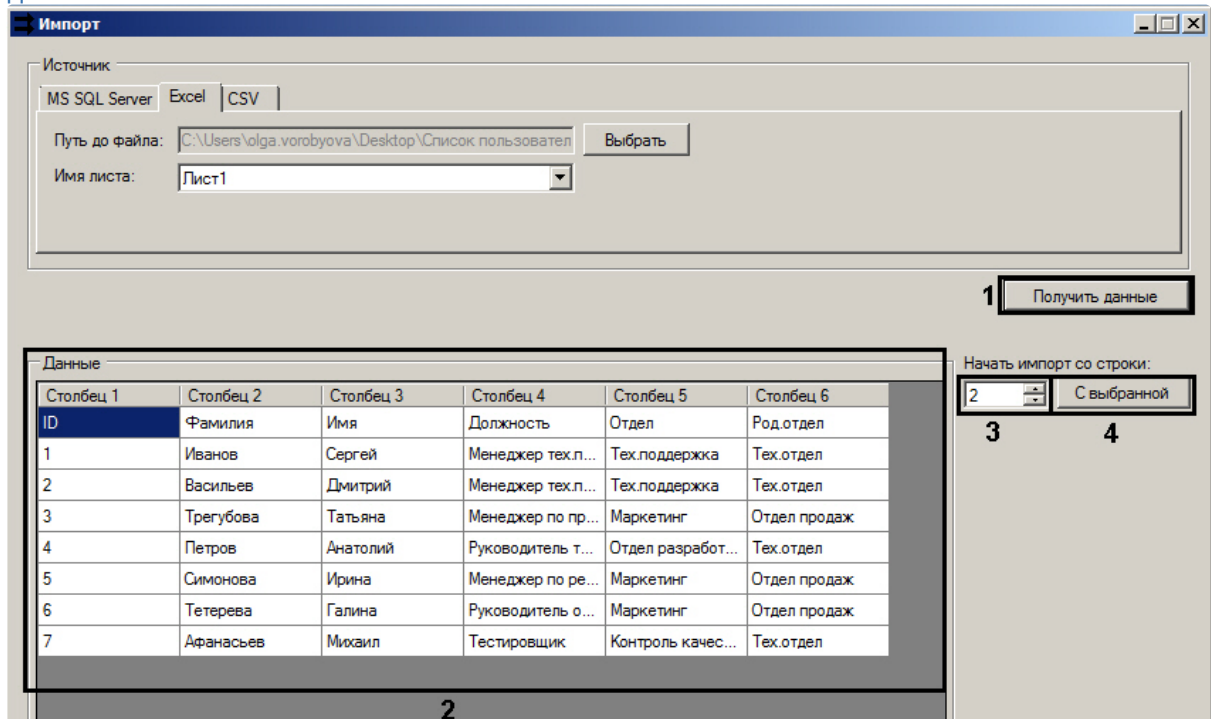 Импорт
Источник
MS SQL Server Excel CSV
Путь до файла: C:\Users\olga.vorobyova\Desktop\Список пользовател Выбрать
Имя листа: Лист1
1 Получить данные
Данные Начать импорт со строки:
Столбец 1 Столбец 2 Столбец 3 Столбец 4 Столбец 5 Столбец 6 2 С выбранной
ID Фамилия Имя Должность Отдел Род.отдел 3 4
1 Иванов Сергей Менеджер тех.п... Тех.поддержка Тех.отдел
2 Васильев Дмитрий Менеджер тех.п... Тех.поддержка Тех.отдел
3 Трегубова Татьяна Менеджер по пр... Маркетинг Отдел продаж
4 Петров Анатолий Руководитель т... Отдел разработ... Тех.отдел
5 Симонова Ирина Менеджер по ре... Маркетинг Отдел продаж
6 Тетерева Галина Руководитель о... Маркетинг Отдел продаж
7 Афанасьев Михаил Тестировщик Контроль качес... Тех.отдел
2